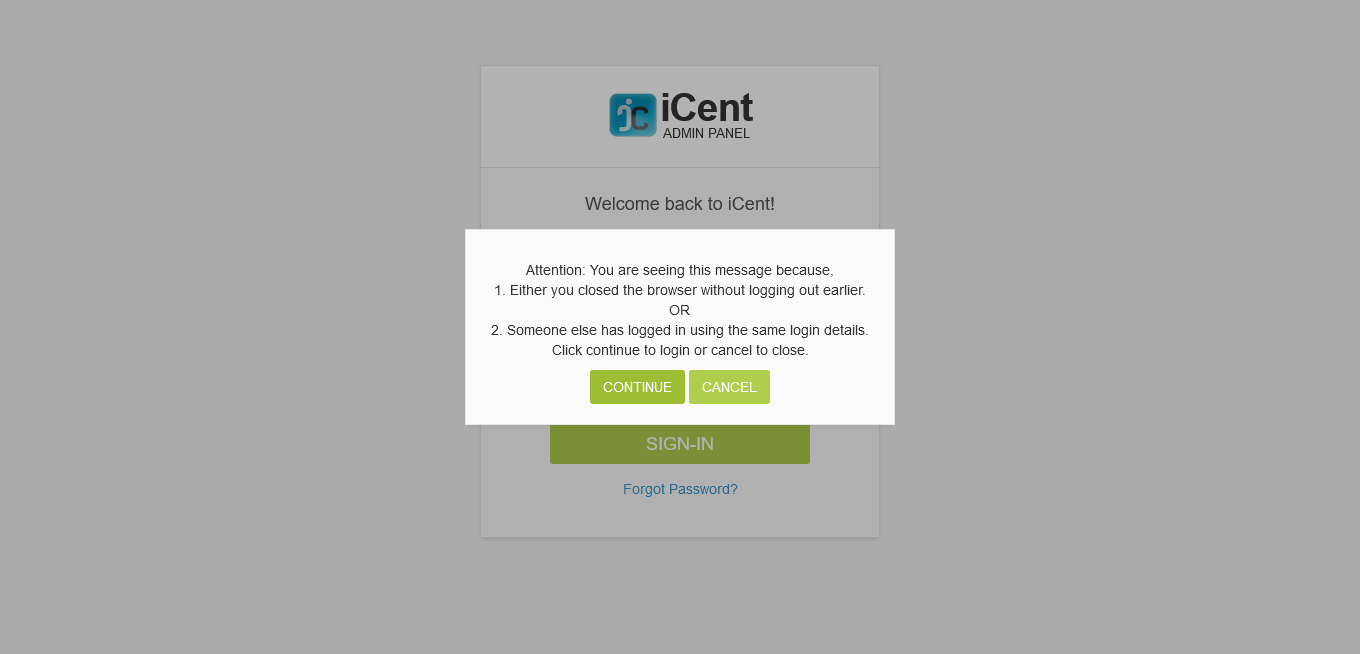 jC iCent
ADMIN PANEL
Welcome back to iCent!
Attention: You are seeing this message because,
1. Either you closed the browser without logging out earlier.
OR
2. Someone else has logged in using the same login details.
Click continue to login or cancel to close.
CONTINUE CANCEL
SIGN-IN
Forgot Password?